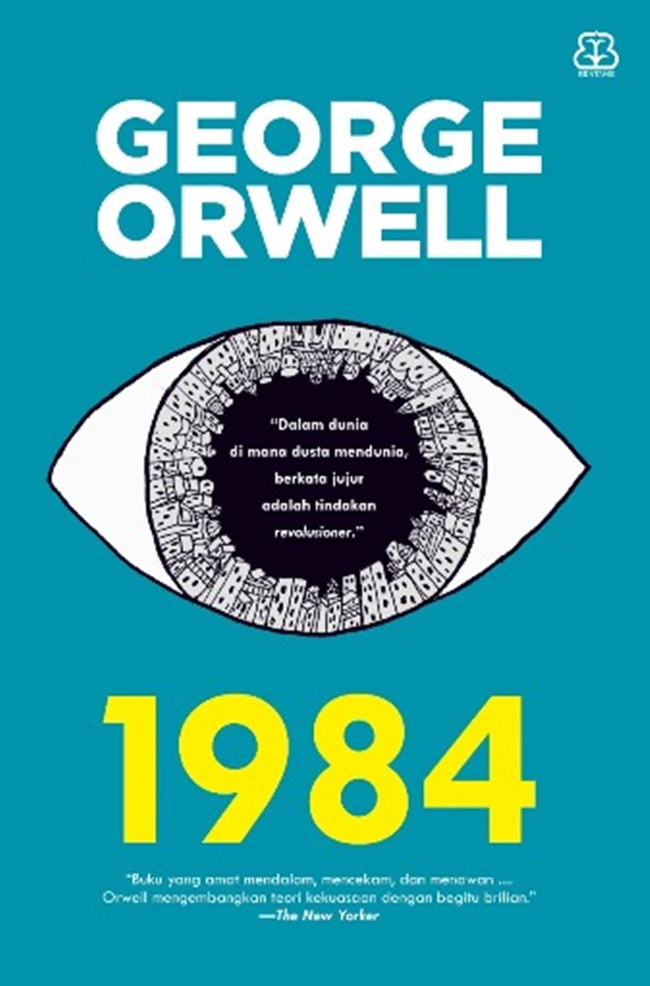 BENTANG
GEORGE
ORWELL
"Dalam dunia
di mana dusta mendunia,
berkata jujur
adalah tindakan
revolusioner."
1984
"Buku yang amat mendalam, mencekam, dan menawan ....
Orwell mengembangkan teori kekuasaan dengan begitu brilian."
—The New Yorker